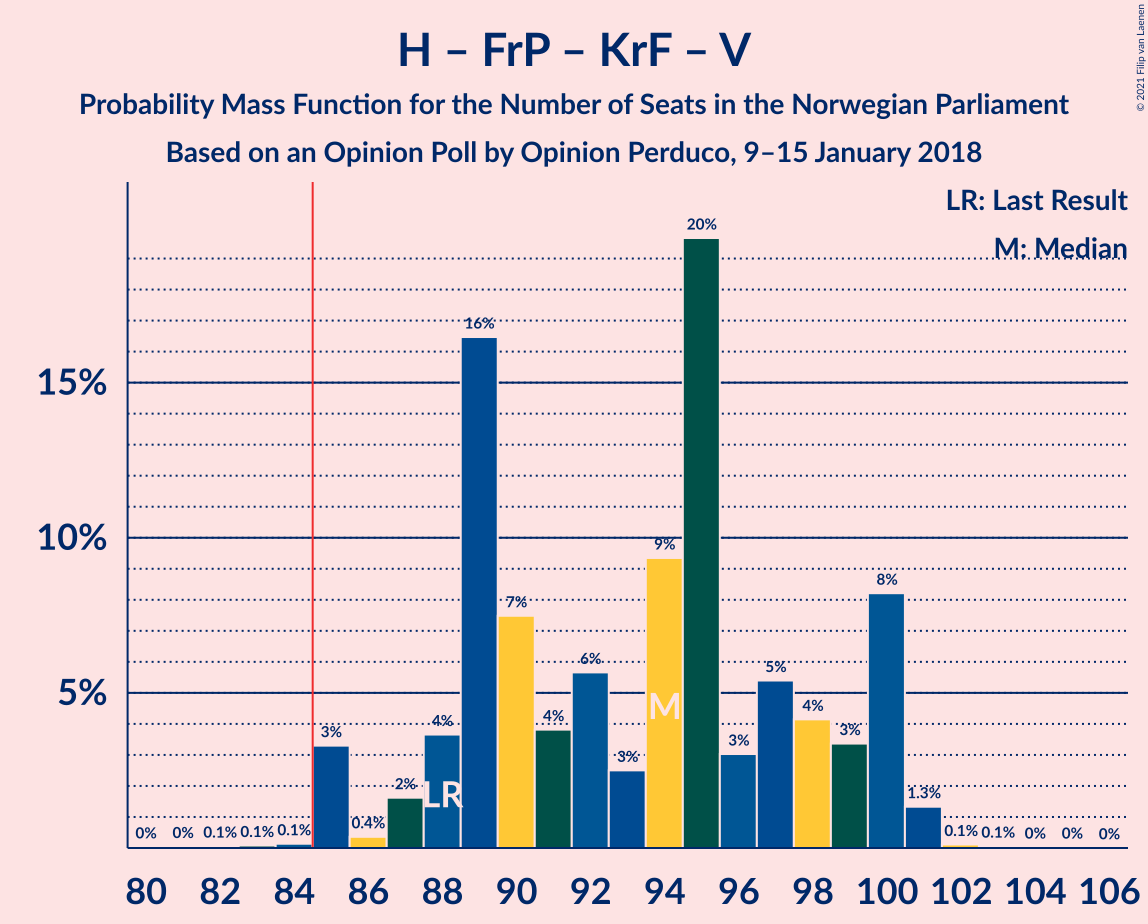 H – FrP – KrF – V
Probability Mass Function for the Number of Seats in the Norwegian Parliament
Based on an Opinion Poll by Opinion Perduco, 9–15 January 2018
© 2021 Filip van Laenen
LR: Last Result
M: Median
15%
10%
5%
0% 0% 0.1% 0.1% 0.1% 3% 0.4% 2% 4% 16% 7% 4% 6% 3% 9% 20% 3% 5% 4% 3% 8% 1.3% 0.1% 0.1% 0% 0% 0%
LR M
80 82 84 86 88 90 92 94 96 98 100 102 104 106